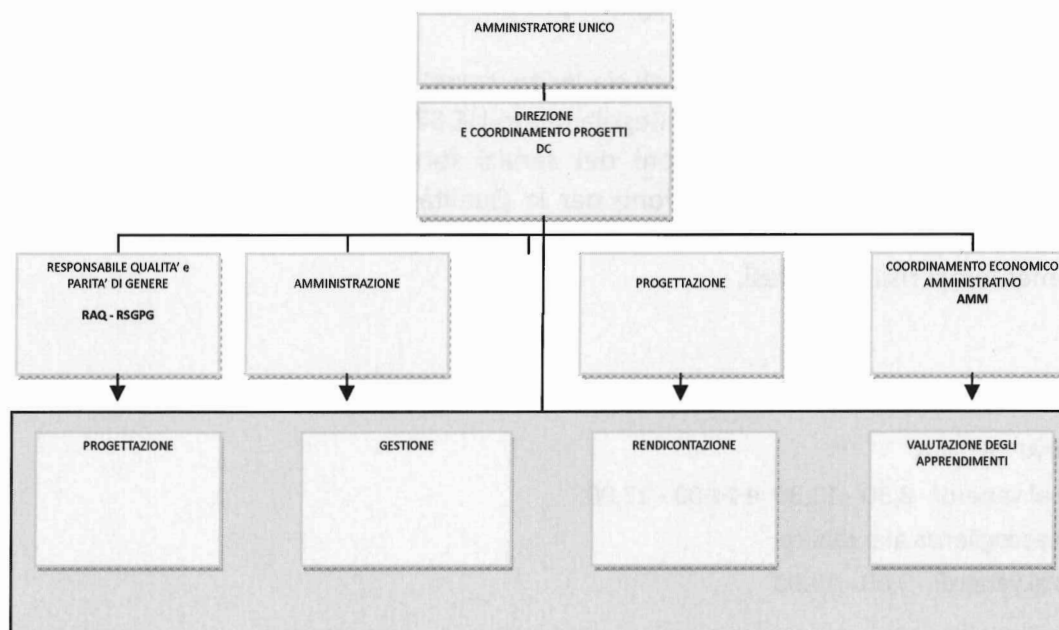 AMMINISTRATORE UNICO
DIREZIONE
E COORDINAMENTO PROGETTI
DC
RESPONSABILE QUALITA' e
PARITA' DI GENERE
RAQ - RSGPG
AMMINISTRAZIONE
PROGETTAZIONE
COORDINAMENTO ECONOMICO
AMMINISTRATIVO
AMM
PROGETTAZIONE
GESTIONE
RENDICONTAZIONE
VALUTAZIONE DEGLI
APPRENDIMENTI